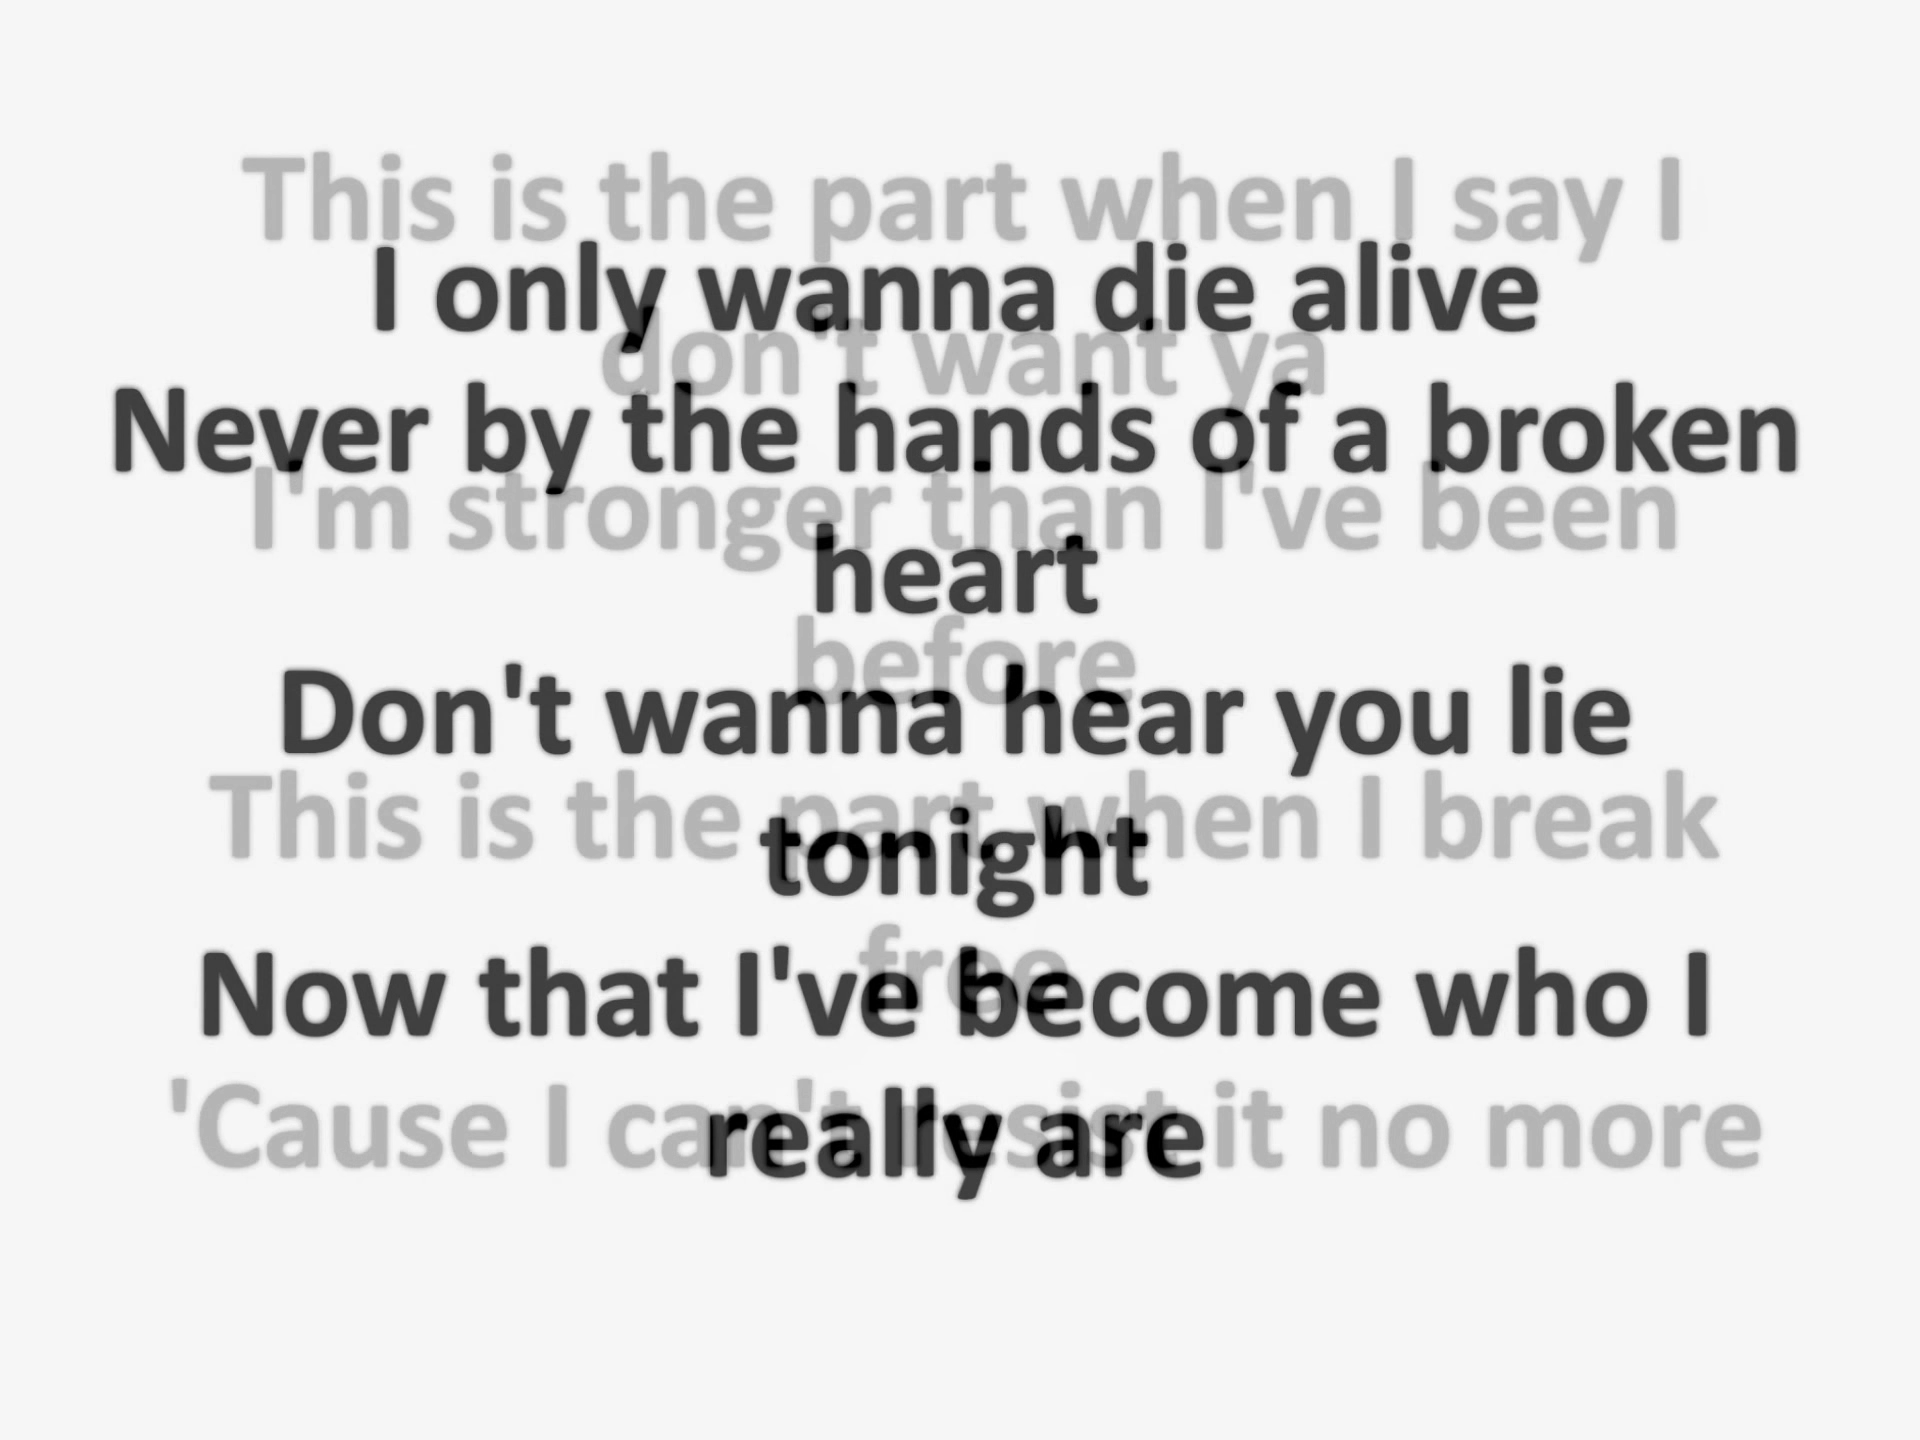 This is the part when I say I
I only wanna die alive
don't want ya
Never by the hands of a broken
I'm stronger than I've been
heart
before
Don't wanna hear you lie
This is the part when I break
tonight
free
Now that I've become who I
'Cause I can't resist it no more
really are